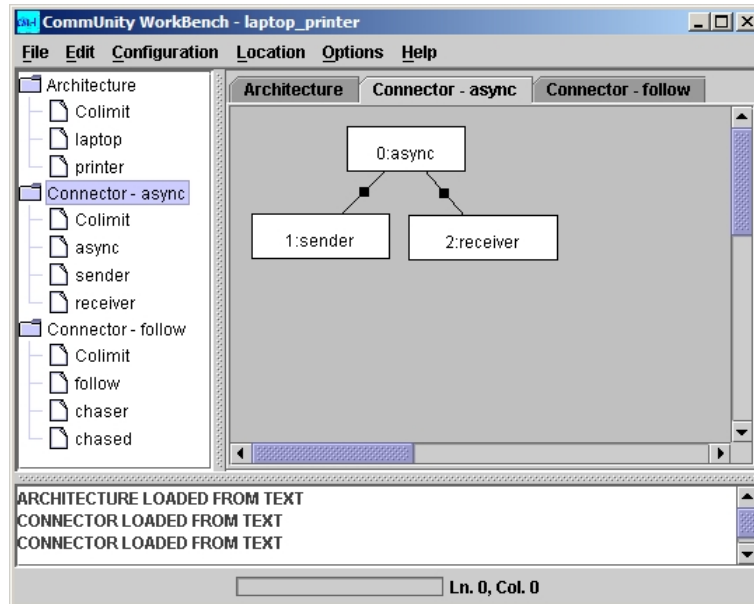 CommUnity WorkBench - laptop_printer
File Edit Configuration Location Options Help
Architecture
Colimit
laptop
printer
Connector - async
Colimit
async
sender
receiver
Connector - follow
Colimit
follow
chaser
chased
Architecture Connector - async Connector - follow
0:async
1:sender 2:receiver
ARCHITECTURE LOADED FROM TEXT
CONNECTOR LOADED FROM TEXT
CONNECTOR LOADED FROM TEXT
Ln. 0, Col. 0